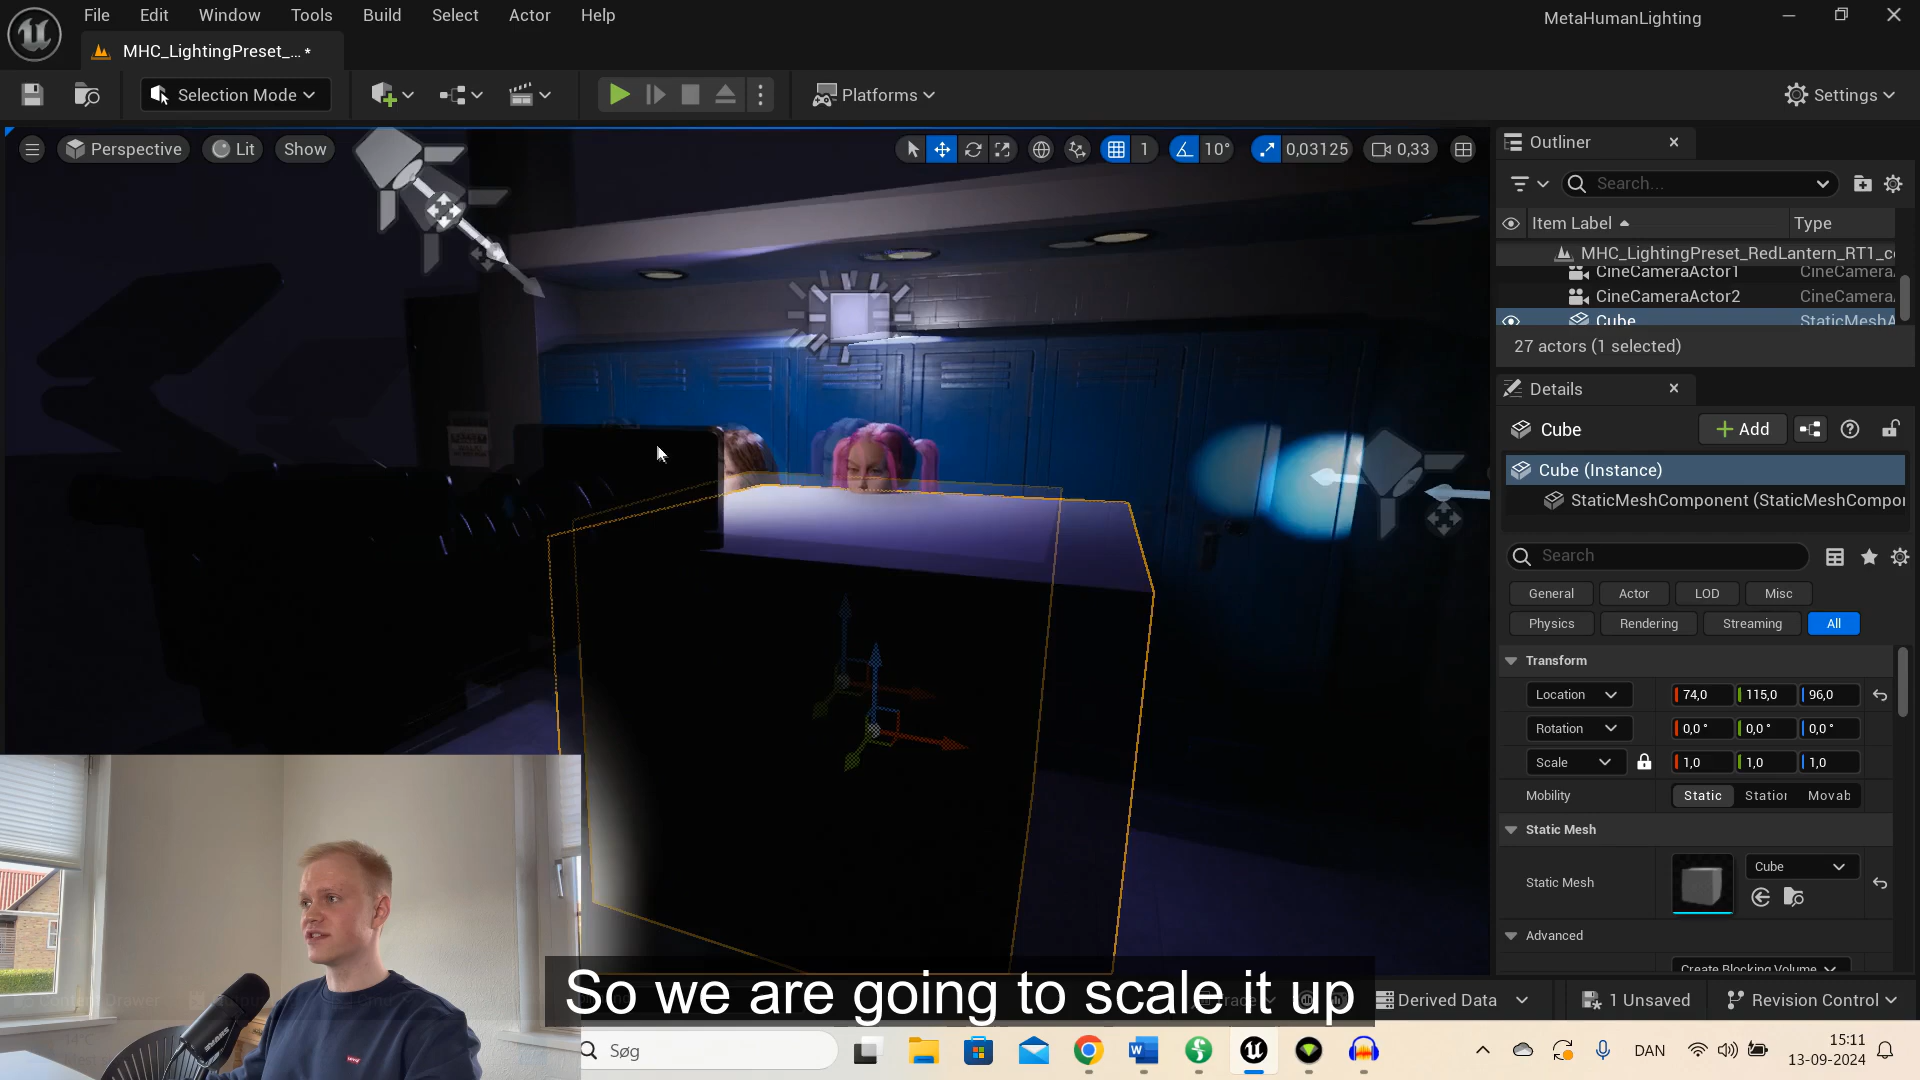 File Edit Window Tools Build Select Actor Help
MetaHumanLighting
MHC_LightingPreset_...*
Selection Mode
Platforms
Settings
Perspective Lit Show
1 10° 0,03125 0,33
Outliner
Search...
Item Label Type
MHC_LightingPreset_RedLantern_RT1_c
CineCameraActor1 CineCamera
CineCameraActor2 CineCamera
Cube StaticMeshA
27 actors (1 selected)
Details
Cube Add
Cube (Instance)
StaticMeshComponent (StaticMeshCompor
Search
General Actor LOD Misc
Physics Rendering Streaming All
Transform
Location 74,0 115,0 96,0
Rotation 0,0° 0,0° 0,0°
Scale 1,0 1,0 1,0
Mobility Static Station Movab
Static Mesh
Static Mesh Cube
Advanced
Create Blocking Volume
So we are going to scale it up
Derived Data 1 Unsaved Revision Control
Søg
DAN
15:11
13-09-2024